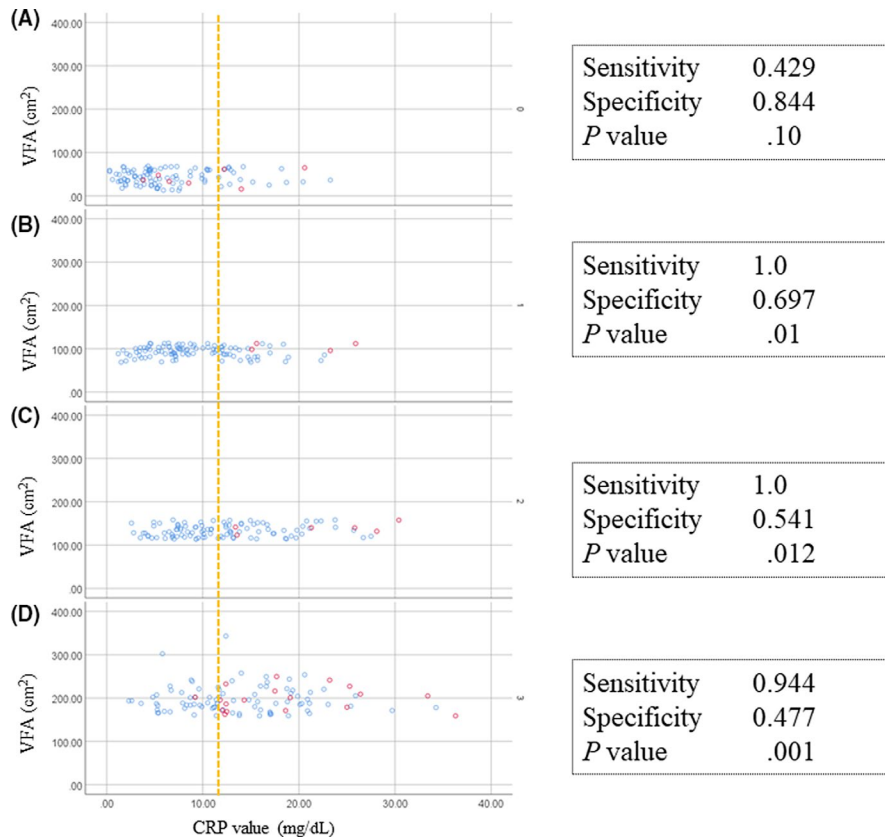 (A)
400.00
300.00
200.00
100.00
.00
VFA (cm²)
0
Sensitivity 0.429
Specificity 0.844
P value .10
(B)
400.00
300.00
200.00
100.00
.00
VFA (cm²)
1
Sensitivity 1.0
Specificity 0.697
P value .01
(C)
400.00
300.00
200.00
100.00
.00
VFA (cm²)
2
Sensitivity 1.0
Specificity 0.541
P value .012
(D)
400.00
300.00
200.00
100.00
.00
VFA (cm²)
3
Sensitivity 0.944
Specificity 0.477
P value .001
.00 10.00 20.00 30.00 40.00
CRP value (mg/dL)